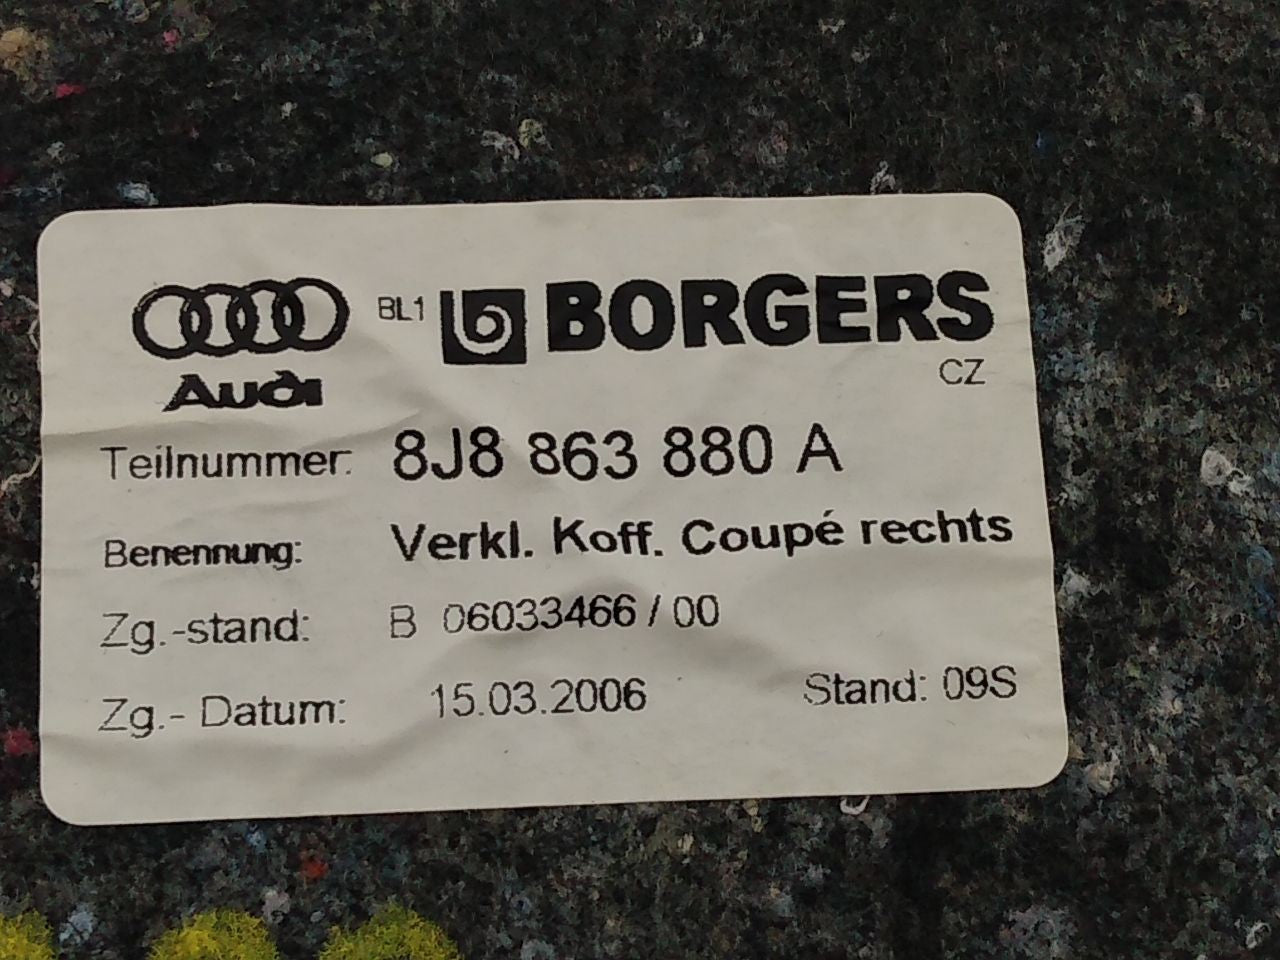 BL1 BORGERS
Audi
CZ
Teilnummer: 8J8 863 880 A
Benennung: Verkl. Koff. Coupé rechts
Zg.-stand: B 06033466 / 00
Zg.- Datum: 15.03.2006 Stand: 09S